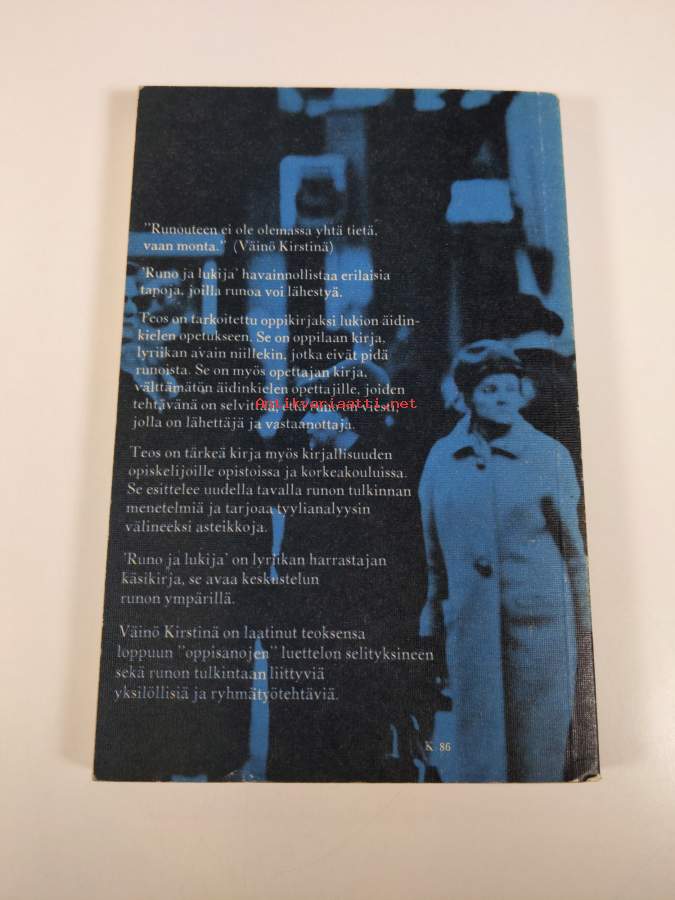 "Runouteen ei ole olemassa yhtä tietä,
vaan monta." (Väinö Kirstinä)
'Runo ja lukija' havainnollistaa erilaisia
tapoja, joilla runoa voi lähestyä.
Teos on tarkoitettu oppikirjaksi lukion äidin-
kielen opetukseen. Se on oppilaan kirja,
lyriikan avain niillekin, jotka eivät pidä
runoista. Se on myös opettajan kirja,
välttämätön äidinkielen opettajille, joiden
tehtävänä on selvittää, että runo on viesti,
jolla on lähettäjä ja vastaanottaja.
Antikvariaatti.net
Teos on tärkeä kirja myös kirjallisuuden
opiskelijoille opistoissa ja korkeakouluissa.
Se esittelee uudella tavalla runon tulkinnan
menetelmiä ja tarjoaa tyylianalyysin
välineeksi asteikkoja.
'Runo ja lukija' on lyriikan harrastajan
käsikirja, se avaa keskustelun
runon ympärillä.
Väinö Kirstinä on laatinut teoksensa
loppuun "oppisanojen" luettelon selityksineen
sekä runon tulkintaan liittyviä
yksilöllisiä ja ryhmätyötehtäviä.
K. 86